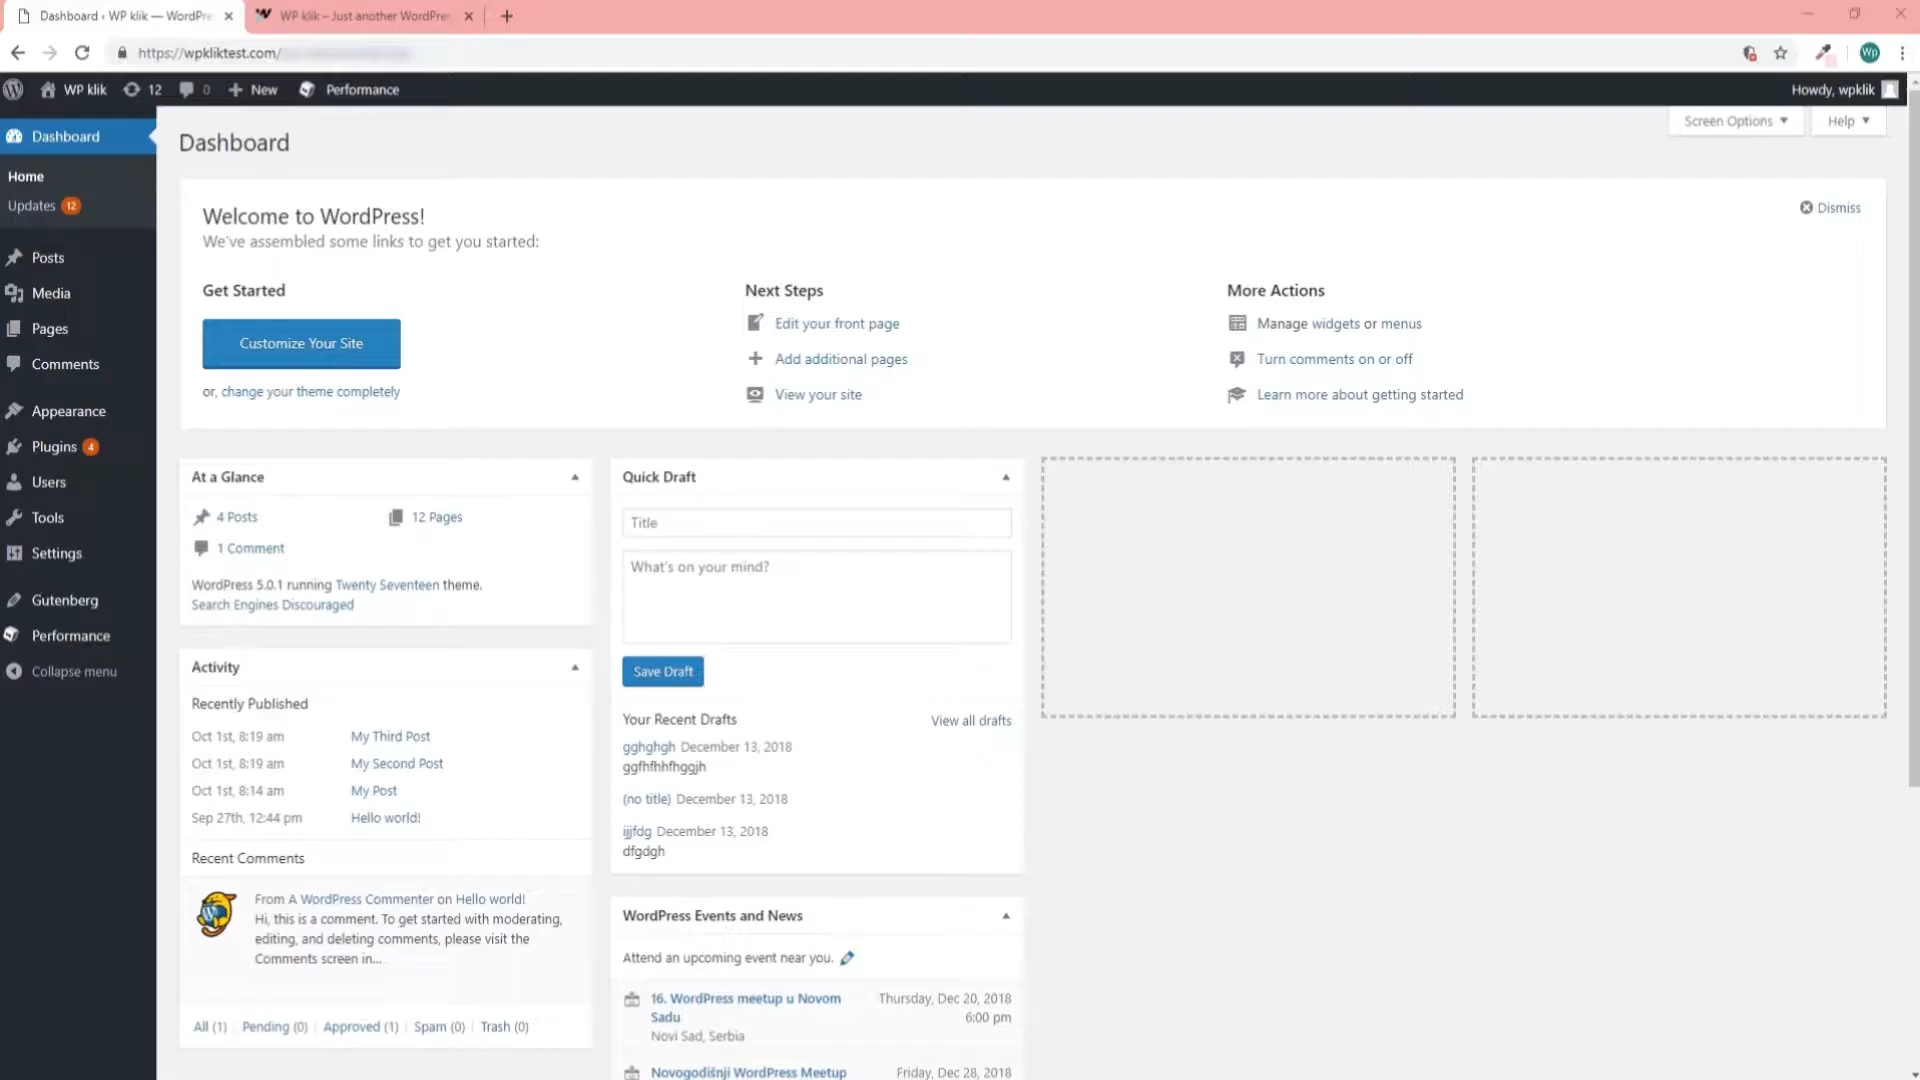 Dashboard ‹ WP klik — WordPre
WP klik – Just another WordPre
https://wpkliktest.com/
Wp
WP klik
12
0
New
Performance
Howdy, wpklik
Dashboard
Home
Updates 12
Posts
Media
Pages
Comments
Appearance
Plugins 4
Users
Tools
Settings
Gutenberg
Performance
Collapse menu
Dashboard
Screen Options
Help
Welcome to WordPress!
We've assembled some links to get you started:
Dismiss
Get Started
Customize Your Site
or, change your theme completely
Next Steps
Edit your front page
Add additional pages
View your site
More Actions
Manage widgets or menus
Turn comments on or off
Learn more about getting started
At a Glance
4 Posts
12 Pages
1 Comment
WordPress 5.0.1 running Twenty Seventeen theme.
Search Engines Discouraged
Activity
Recently Published
Oct 1st, 8:19 am My Third Post
Oct 1st, 8:19 am My Second Post
Oct 1st, 8:14 am My Post
Sep 27th, 12:44 pm Hello world!
Recent Comments
From A WordPress Commenter on Hello world!
Hi, this is a comment. To get started with moderating,
editing, and deleting comments, please visit the
Comments screen in...
All (1) | Pending (0) | Approved (1) | Spam (0) | Trash (0)
Quick Draft
Title
What's on your mind?
Save Draft
Your Recent Drafts
View all drafts
gghghgh December 13, 2018
ggfhfhhfhggjh
(no title) December 13, 2018
ijjfdg December 13, 2018
dfgdgh
WordPress Events and News
Attend an upcoming event near you.
16. WordPress meetup u Novom
Sadu
Novi Sad, Serbia
Thursday, Dec 20, 2018
6:00 pm
Novogodišnji WordPress Meetup
Friday, Dec 28, 2018